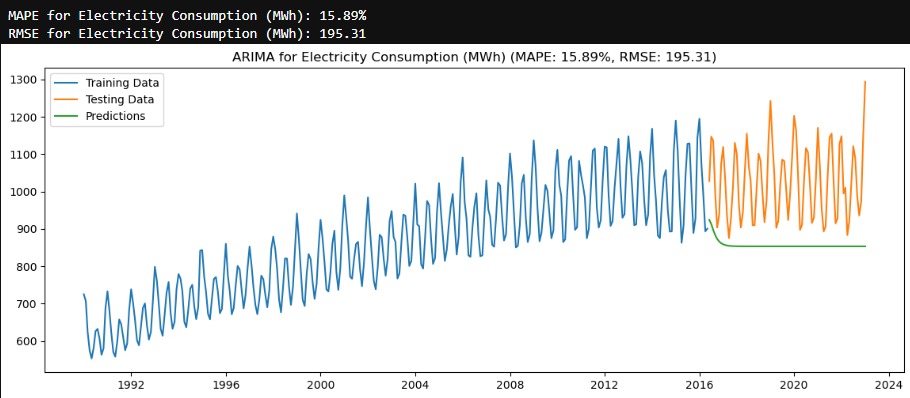 MAPE for Electricity Consumption (MWh): 15.89%
RMSE for Electricity Consumption (MWh): 195.31
ARIMA for Electricity Consumption (MWh) (MAPE: 15.89%, RMSE: 195.31)
Training Data
Testing Data
Predictions
1300
1200
1100
1000
900
800
700
600
1992 1996 2000 2004 2008 2012 2016 2020 2024